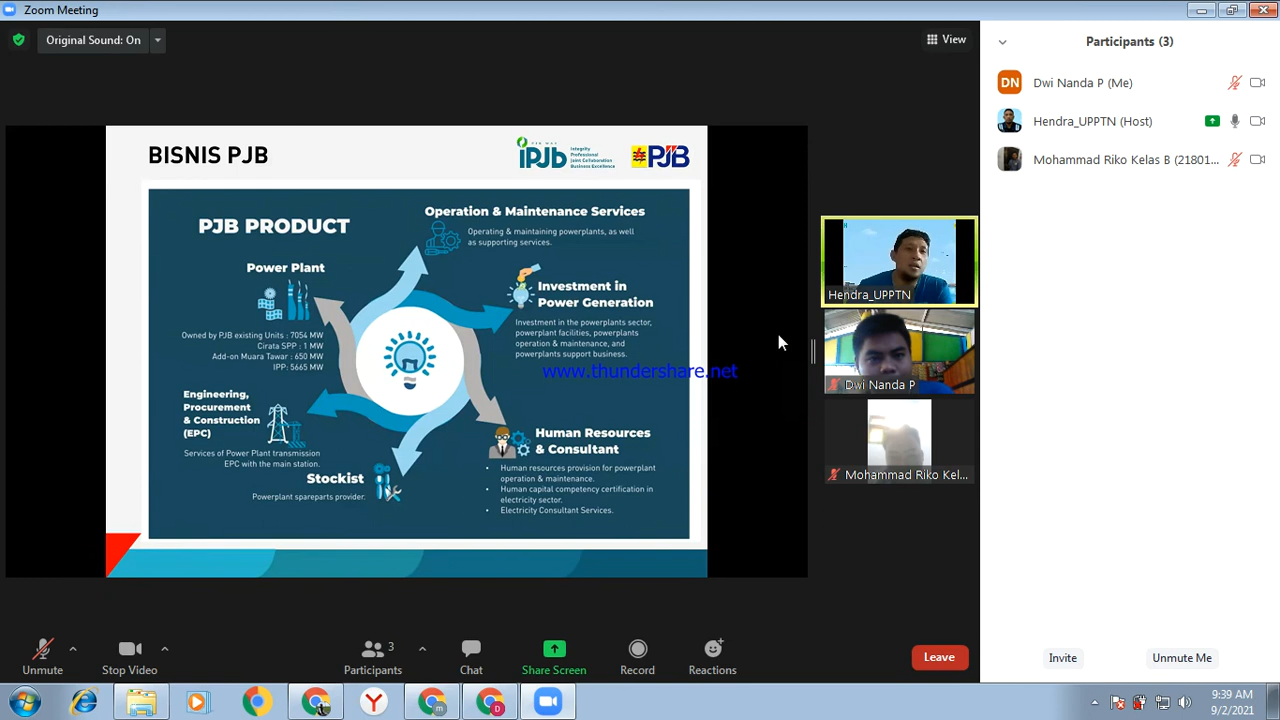 Zoom Meeting
Original Sound: On
View
BISNIS PJB
iPJb
Integrity
Professional
Joint Collaboration
Business Excellence
PJB
PJB PRODUCT
Operation & Maintenance Services
Operating & maintaining powerplants, as well
as supporting services.
Power Plant
Owned by PJB existing Units : 7054 MW
Cirata SPP : 1 MW
Add-on Muara Tawar : 650 MW
IPP: 5665 MW
Investment in
Power Generation
Investment in the powerplants sector,
powerplant facilities, powerplants
operation & maintenance, and
powerplants support business.
www.thundershare.net
Engineering,
Procurement
& Construction
(EPC)
Services of Power Plant transmission
EPC with the main station.
Stockist
Powerplant spareparts provider.
Human Resources
& Consultant
• Human resources provision for powerplant
operation & maintenance.
• Human capital competency certification in
electricity sector.
• Electricity Consultant Services.
Hendra_UPPTN
Dwi Nanda P
Mohammad Riko Kel...
Participants (3)
DN
Dwi Nanda P (Me)
Hendra_UPPTN (Host)
Mohammad Riko Kelas B (21801...
Unmute
Stop Video
3
Participants
Chat
Share Screen
Record
Reactions
Leave
Invite
Unmute Me
9:39 AM
9/2/2021